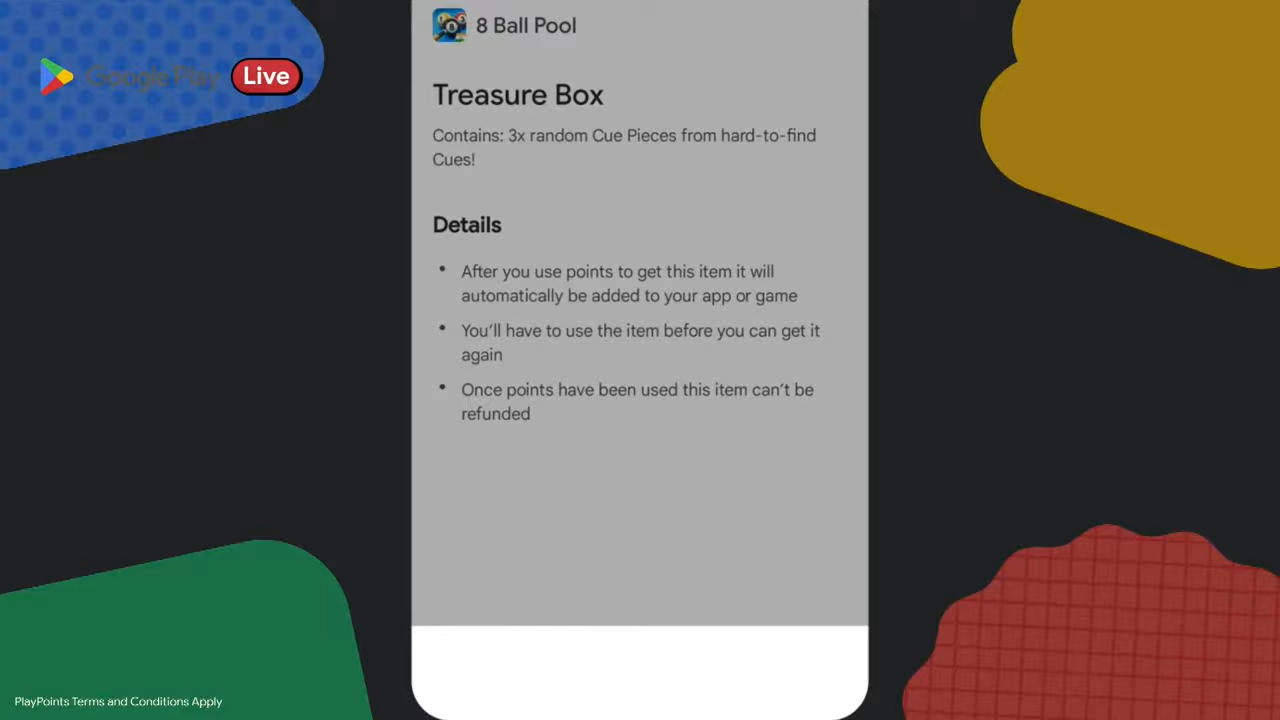 8 Ball Pool
Google Play Live
Treasure Box
Contains: 3x random Cue Pieces from hard-to-find
Cues!
Details
• After you use points to get this item it will
automatically be added to your app or game
• You’ll have to use the item before you can get it
again
• Once points have been used this item can’t be
refunded
PlayPoints Terms and Conditions Apply